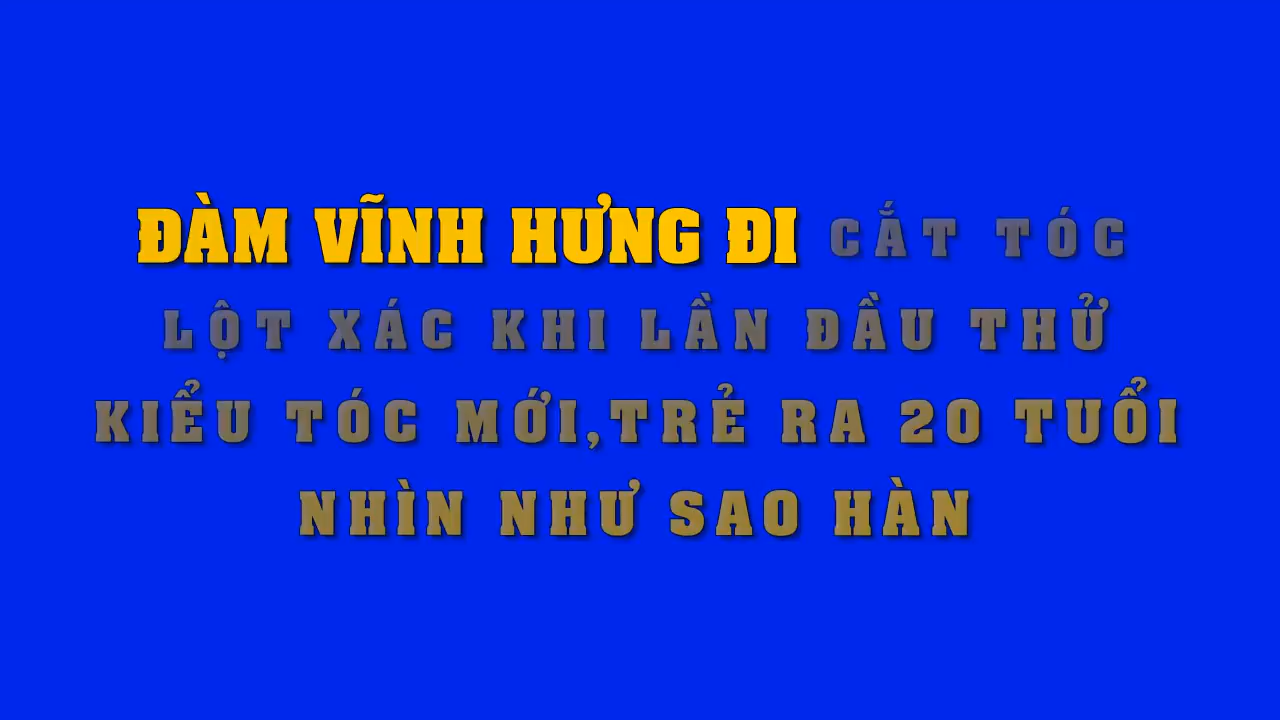 ĐÀM VĨNH HƯNG ĐI CẮT TÓC
LỘT XÁC KHI LẦN ĐẦU THỬ
KIỂU TÓC MỚI,TRẺ RA 20 TUỔI
NHÌN NHƯ SAO HÀN